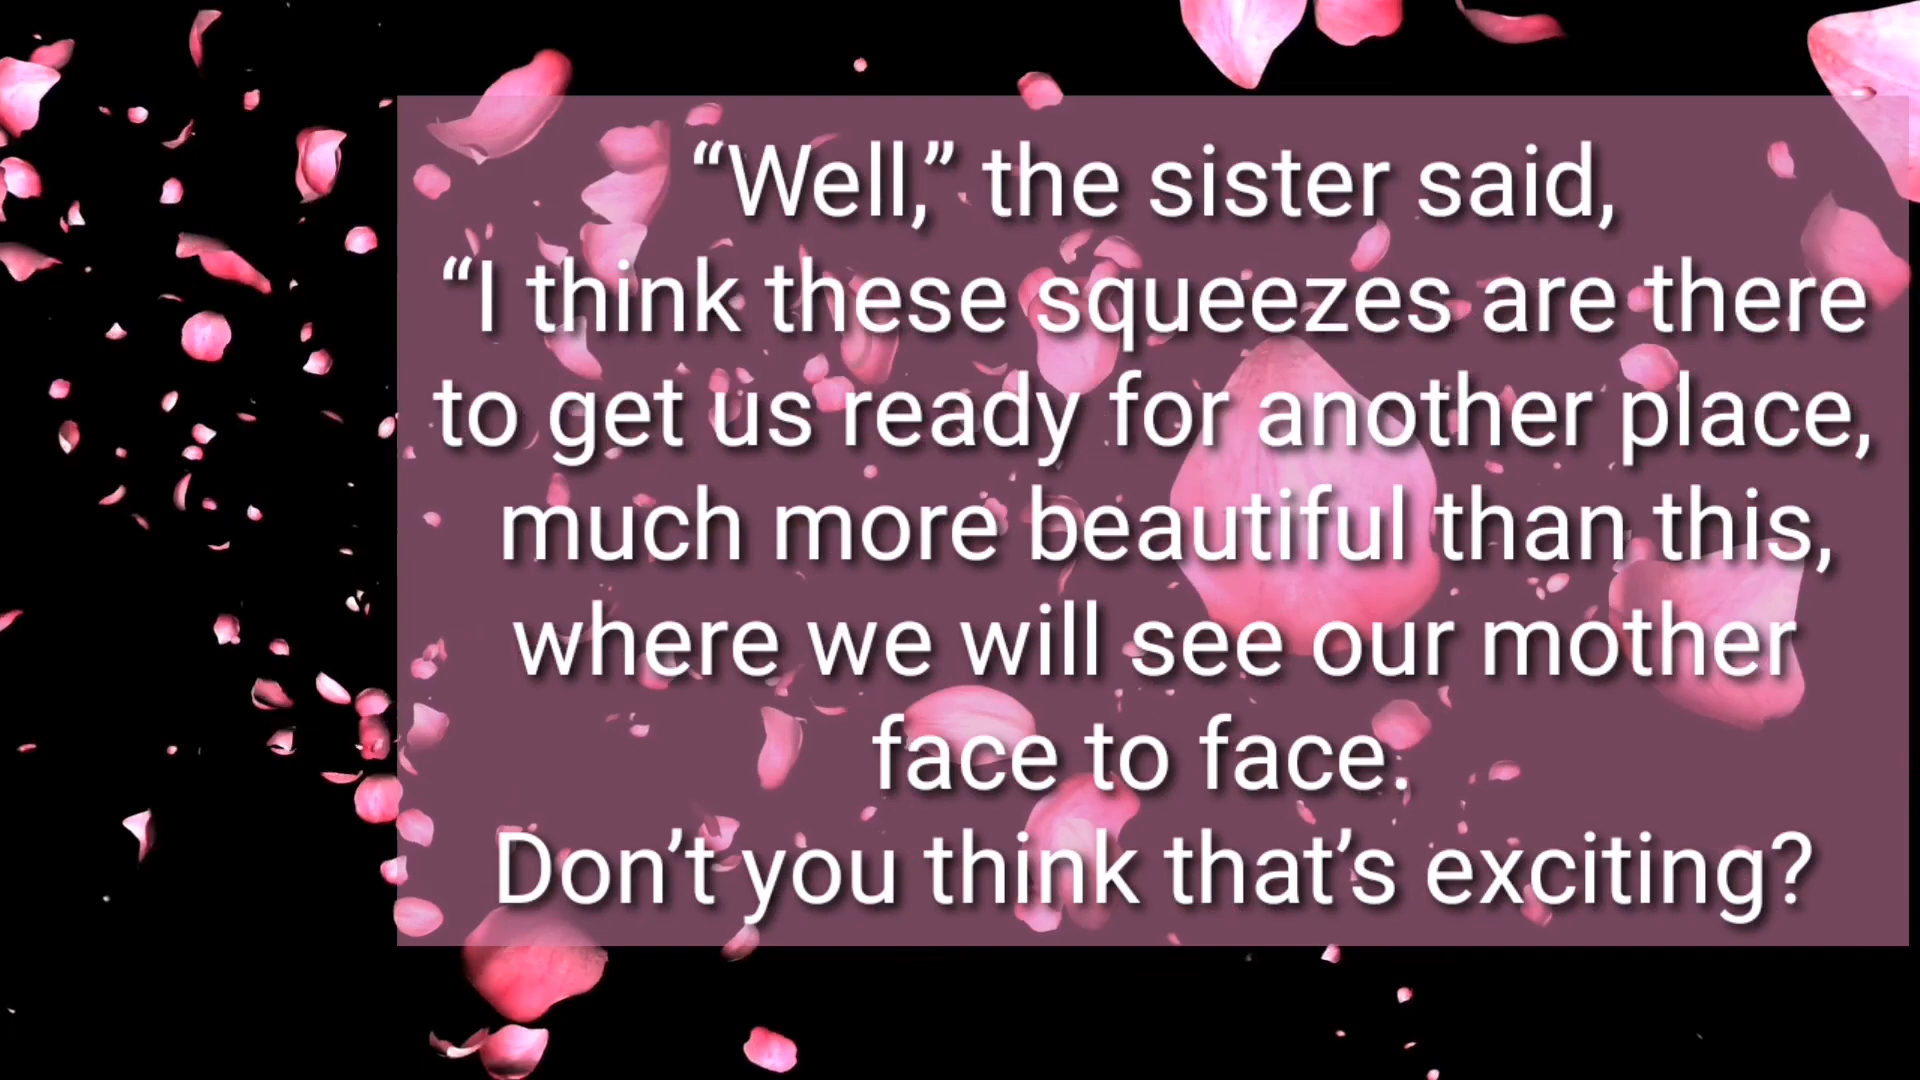 “Well,” the sister said,
“I think these squeezes are there
to get us ready for another place,
much more beautiful than this,
where we will see our mother
face to face.
Don’t you think that’s exciting?